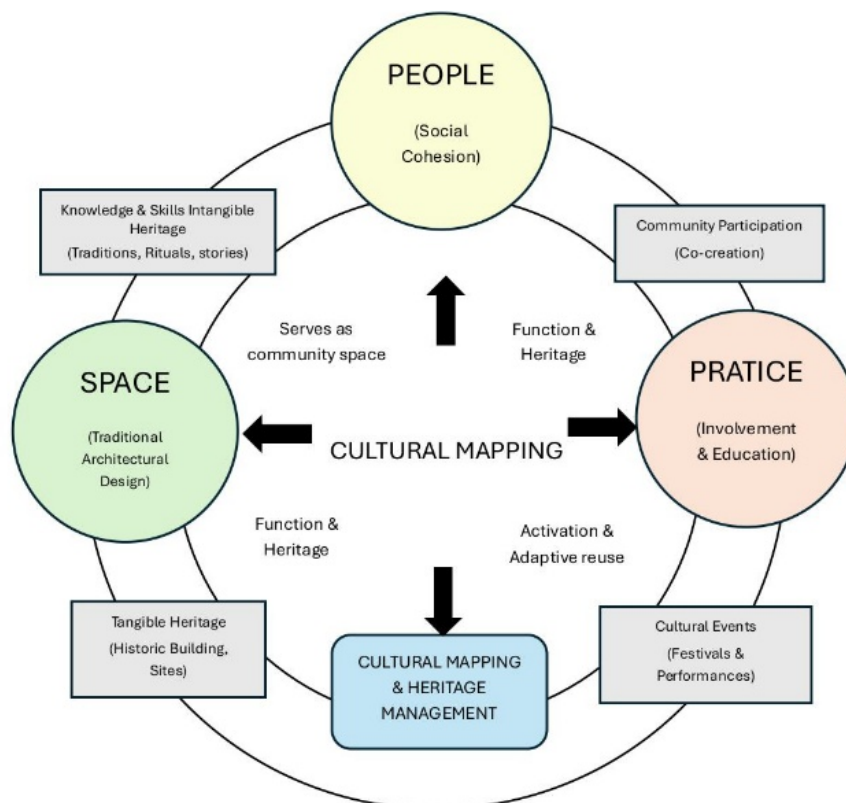 PEOPLE
(Social
Cohesion)
Knowledge & Skills Intangible
Heritage
(Traditions, Rituals, stories)
Community Participation
(Co-creation)
Serves as
community space
Function &
Heritage
SPACE
(Traditional
Architectural
Design)
PRATICE
(Involvement
& Education)
CULTURAL MAPPING
Function &
Heritage
Activation &
Adaptive reuse
Tangible Heritage
(Historic Building,
Sites)
CULTURAL MAPPING
& HERITAGE
MANAGEMENT
Cultural Events
(Festivals &
Performances)